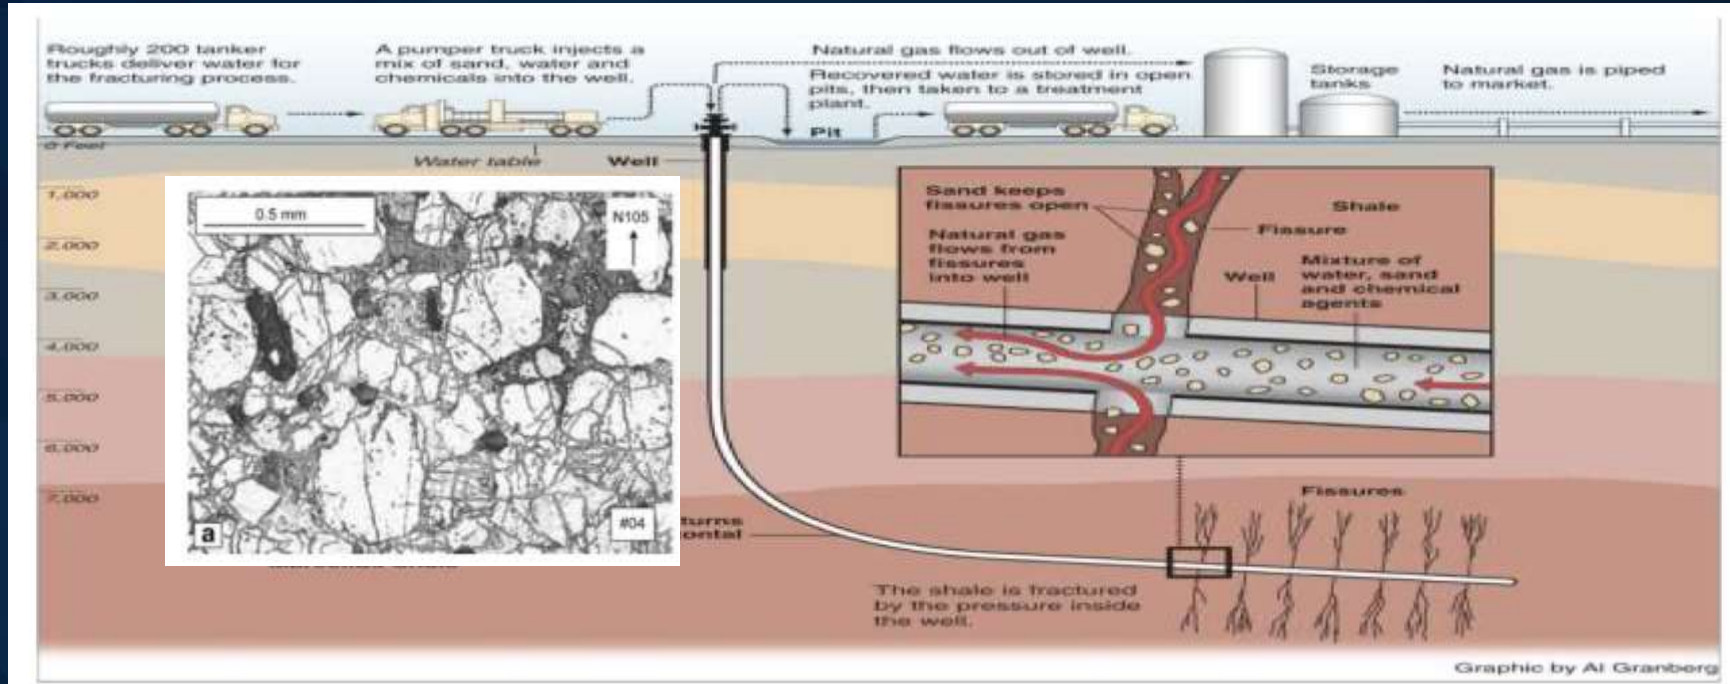 Roughly 200 tanker
trucks deliver water for
the fracturing process.
A pumper truck injects a
mix of sand, water and
chemicals into the well.
Natural gas flows out of well.
Recovered water is stored in open
pits, then taken to a treatment
plant.
Storage
tanks
Natural gas is piped
to market.
Pit
0 Feet
Water table
Well
1,000
2,000
3,000
4,000
5,000
6,000
7,000
0.5 mm
N105
#04
a
Sand keeps
fissures open
Natural gas
flows from
fissures
into well
Shale
Fissure
Well
Mixture of
water, sand
and chemical
agents
turns
ontal
Fissures
The shale is fractured
by the pressure inside
the well.
Graphic by Al Granberg